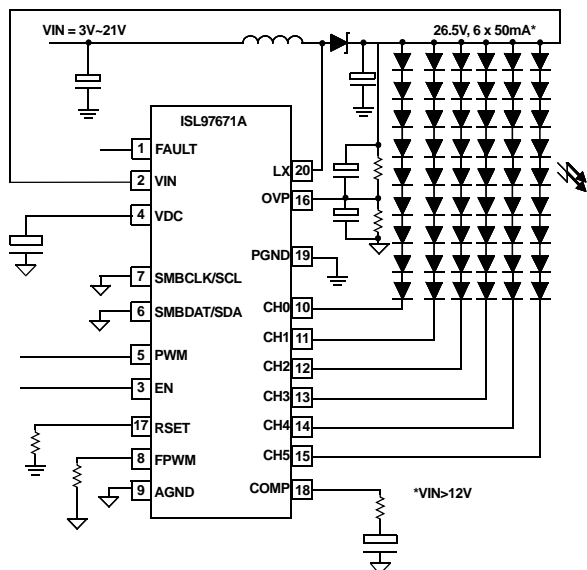 VIN = 3V~21V
26.5V, 6 x 50mA*
ISL97671A
1 FAULT
2 VIN
4 VDC
7 SMBCLK/SCL
6 SMBDAT/SDA
5 PWM
3 EN
17 RSET
8 FPWM
9 AGND
LX 20
OVP 16
PGND 19
CH0 10
CH1 11
CH2 12
CH3 13
CH4 14
CH5 15
COMP 18
*VIN>12V